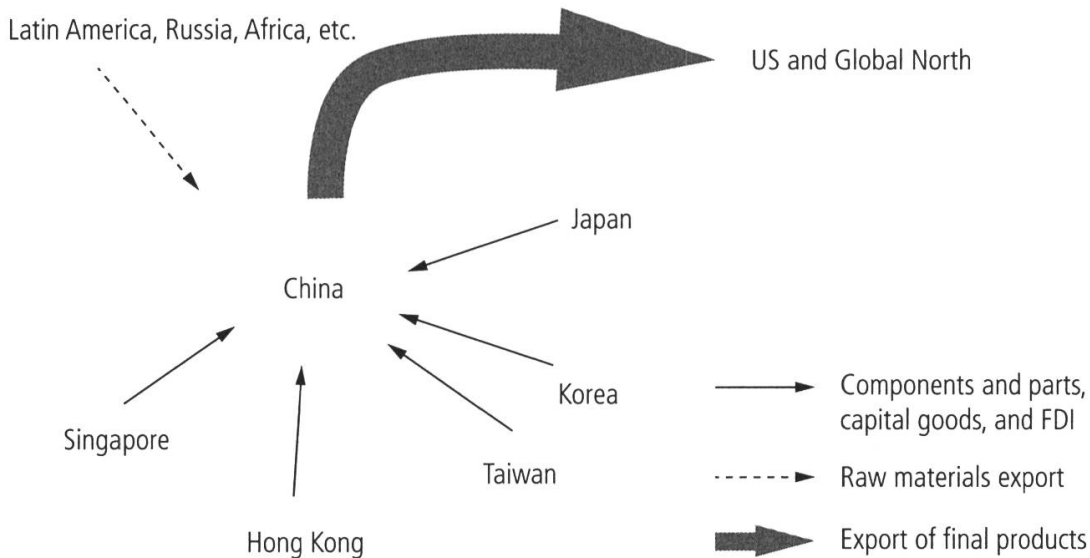 Latin America, Russia, Africa, etc.
US and Global North
Japan
China
Korea
Singapore
Taiwan
Hong Kong
Components and parts,
capital goods, and FDI
Raw materials export
Export of final products